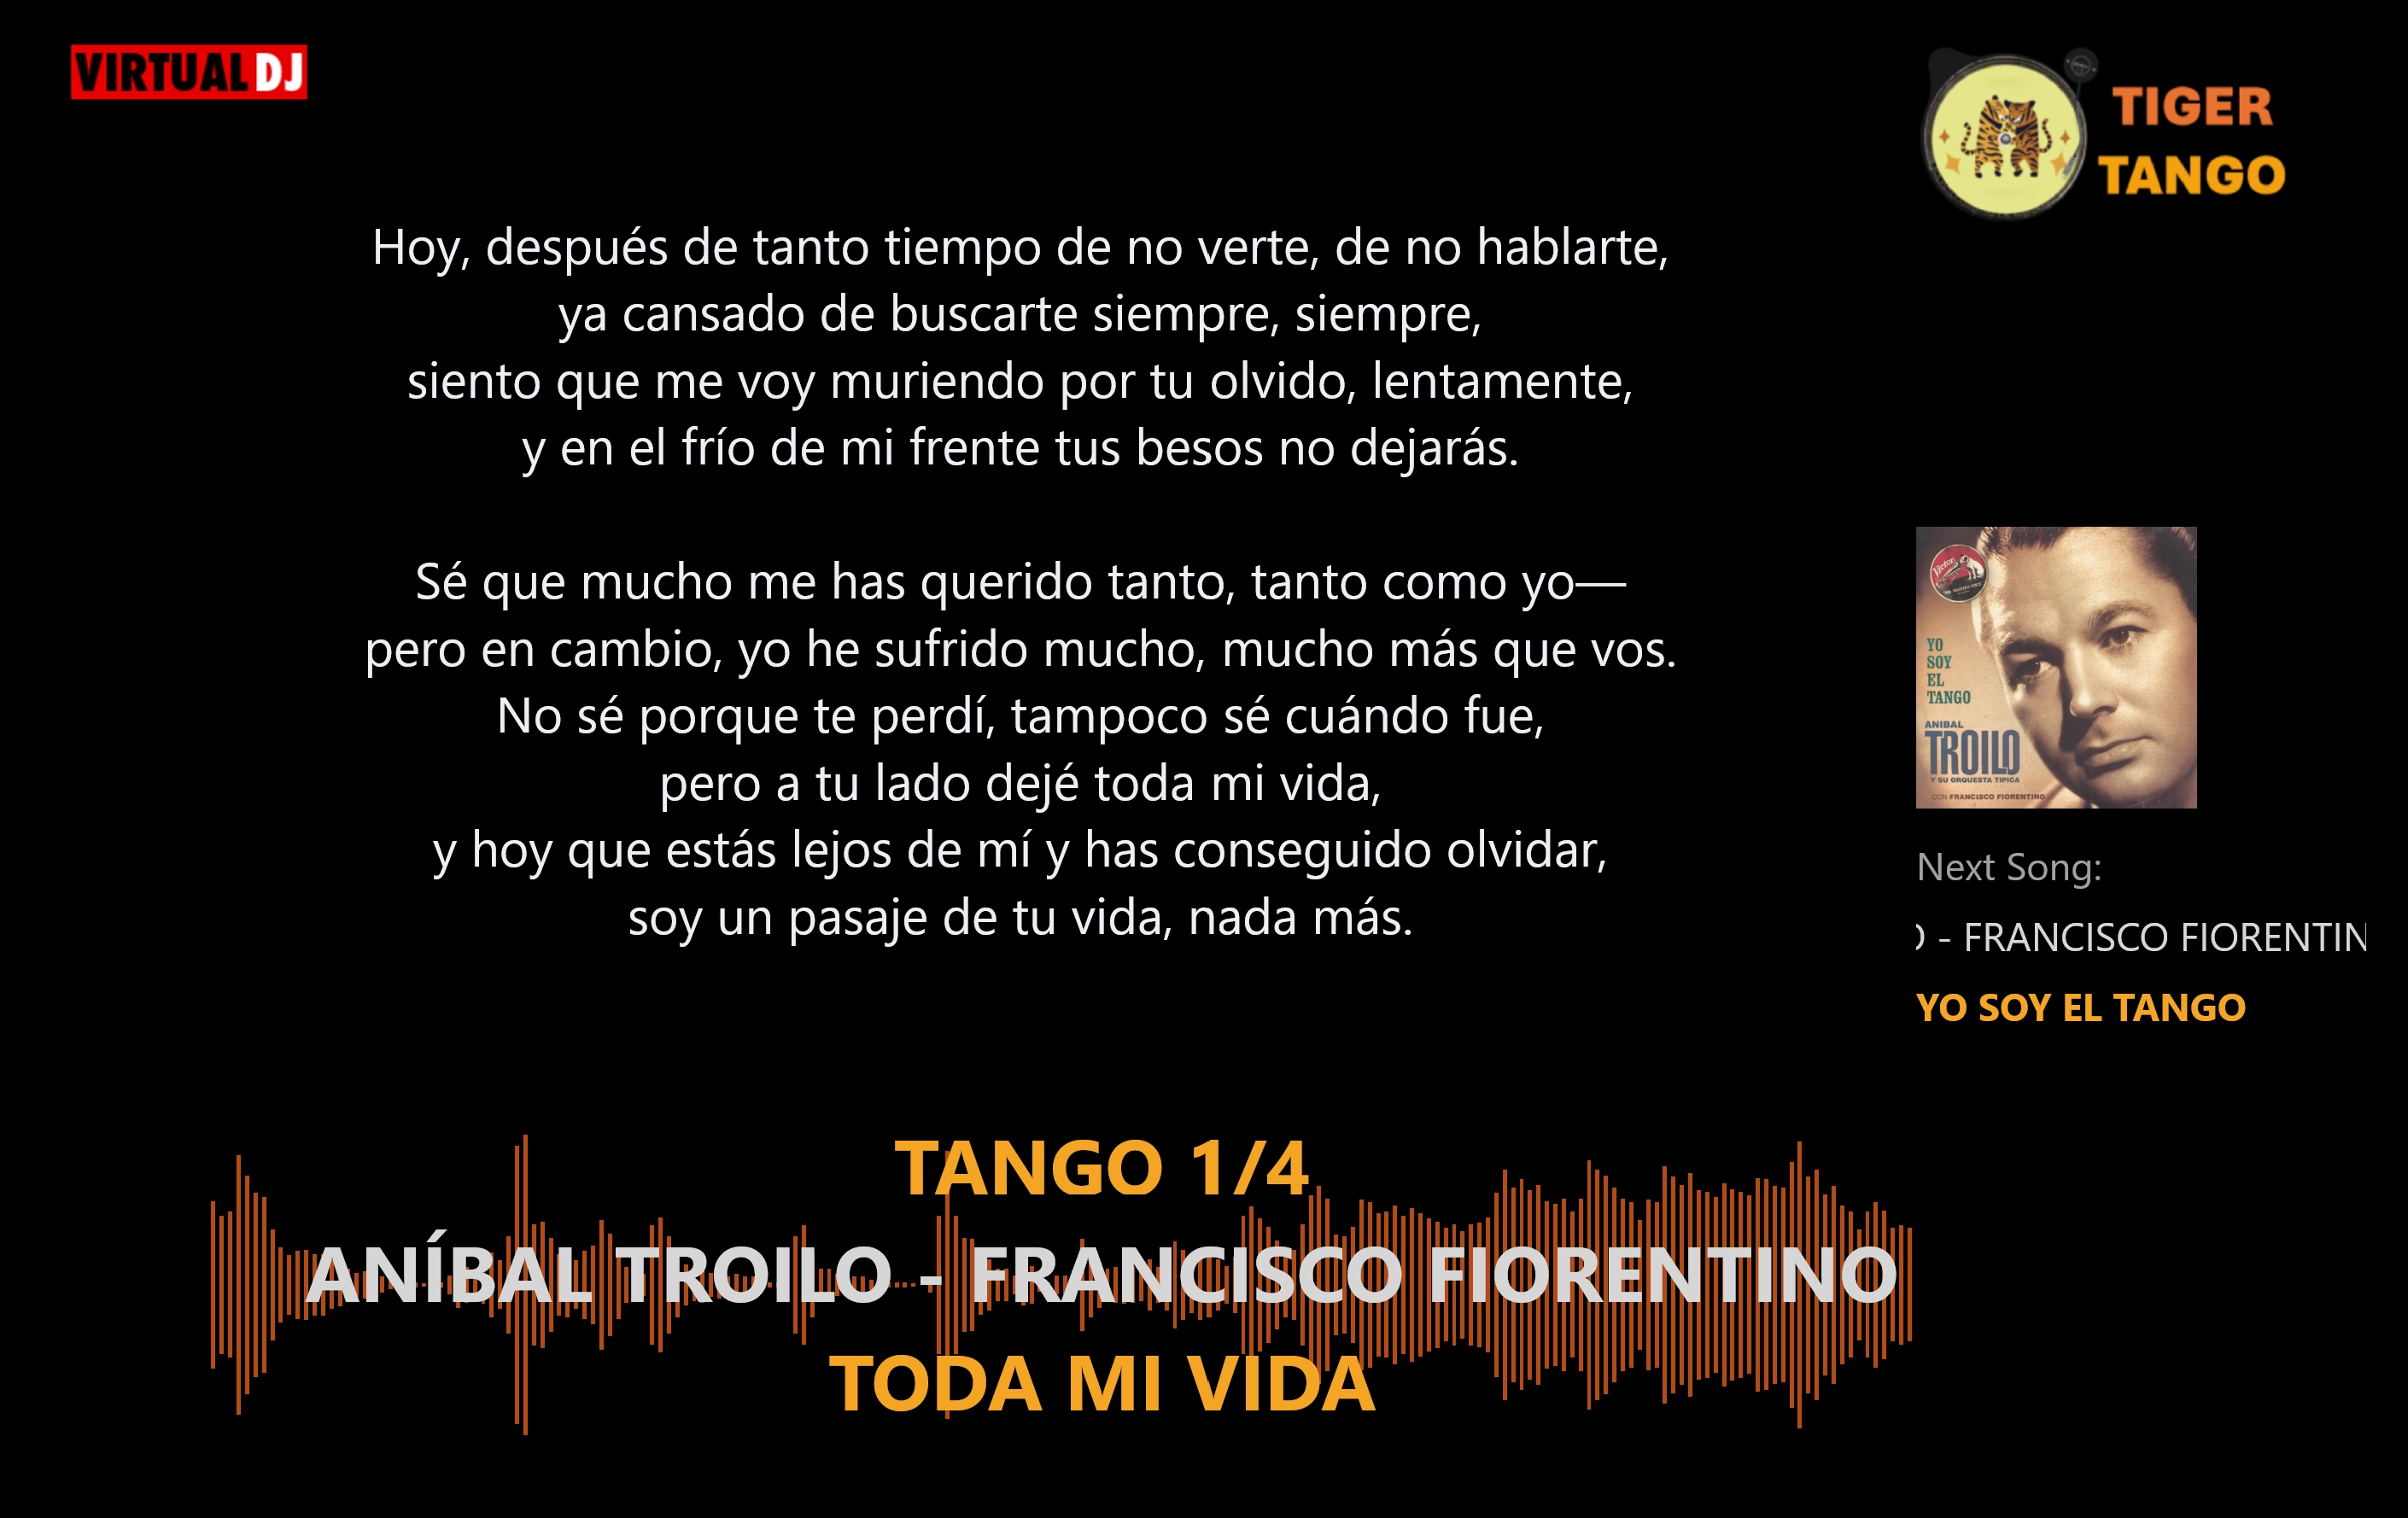 VIRTUAL DJ
TIGER
TANGO
Hoy, después de tanto tiempo de no verte, de no hablarte,
ya cansado de buscarte siempre, siempre,
siento que me voy muriendo por tu olvido, lentamente,
y en el frío de mi frente tus besos no dejarás.
Sé que mucho me has querido tanto, tanto como yo—
pero en cambio, yo he sufrido mucho, mucho más que vos.
No sé porque te perdí, tampoco sé cuándo fue,
pero a tu lado dejé toda mi vida,
y hoy que estás lejos de mí y has conseguido olvidar,
soy un pasaje de tu vida, nada más.
Victor
YO
SOY
EL
TANGO
ANIBAL
TROILO
Y SU ORQUESTA TIPICA
CON FRANCISCO FIORENTINO
Next Song:
O - FRANCISCO FIORENTIN
YO SOY EL TANGO
TANGO 1/4
ANÍBAL TROILO - FRANCISCO FIORENTINO
TODA MI VIDA